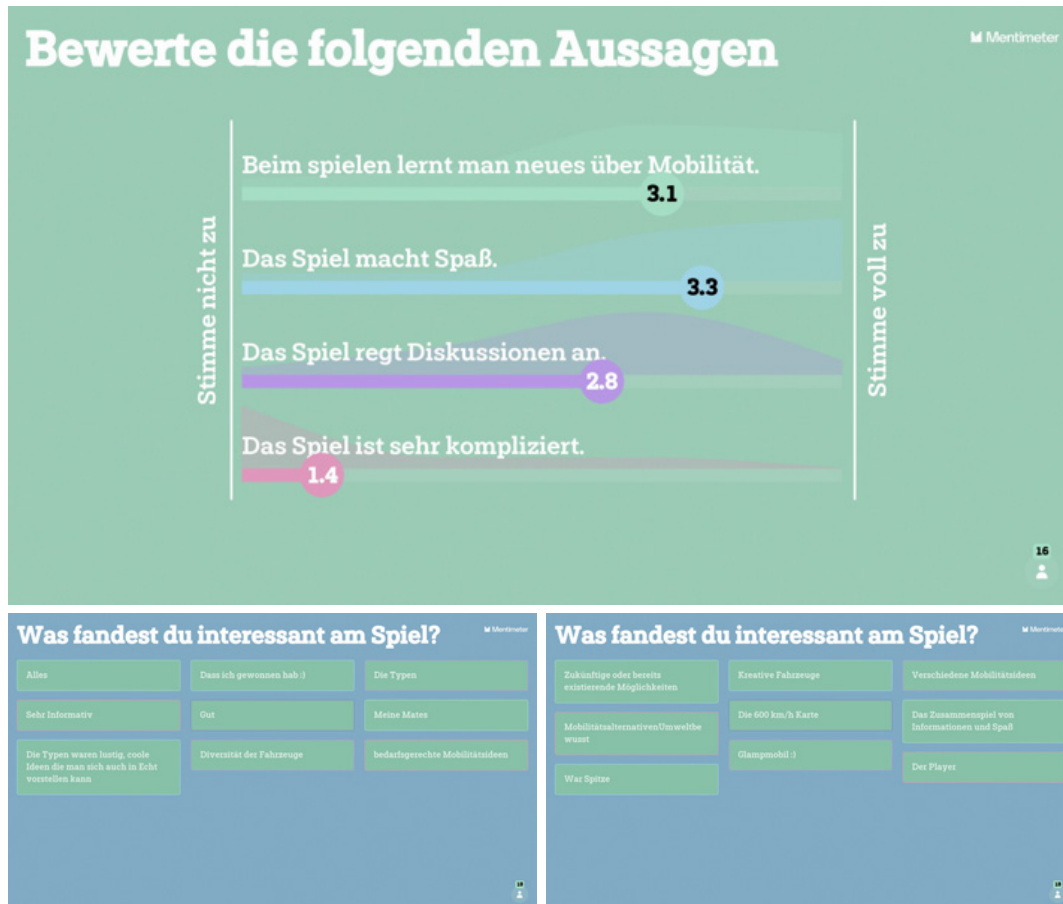 Bewerte die folgenden Aussagen
Mentimeter
Stimme nicht zu
Beim spielen lernt man neues über Mobilität.
3.1
Das Spiel macht Spaß.
3.3
Das Spiel regt Diskussionen an.
2.8
Das Spiel ist sehr kompliziert.
1.4
Stimme voll zu
16
Was fandest du interessant am Spiel?
Mentimeter
Alles
Dass ich gewonnen hab :)
Die Typen
Sehr Informativ
Gut
Meine Mates
Die Typen waren lustig, coole
Ideen die man sich auch in Echt
vorstellen kann
Diversität der Fahrzeuge
bedarfsgerechte Mobilitätsideen
Was fandest du interessant am Spiel?
Mentimeter
Zukünftige oder bereits
existierende Möglichkeiten
Kreative Fahrzeuge
Verschiedene Mobilitätsideen
MobilitätsalternativenUmweltbe
wusst
Die 600 km/h Karte
Das Zusammenspiel von
Informationen und Spaß
War Spitze
Glampmobil :)
Der Player